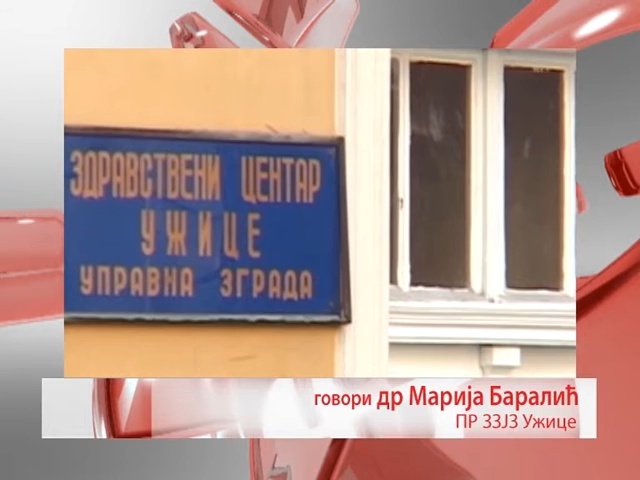 ЗДРАВСТВЕНИ ЦЕНТАР
УЖИЦЕ
УПРАВНА ЗГРАДА
говори др Марија Баралић
ПР ЗЗЈЗ Ужице